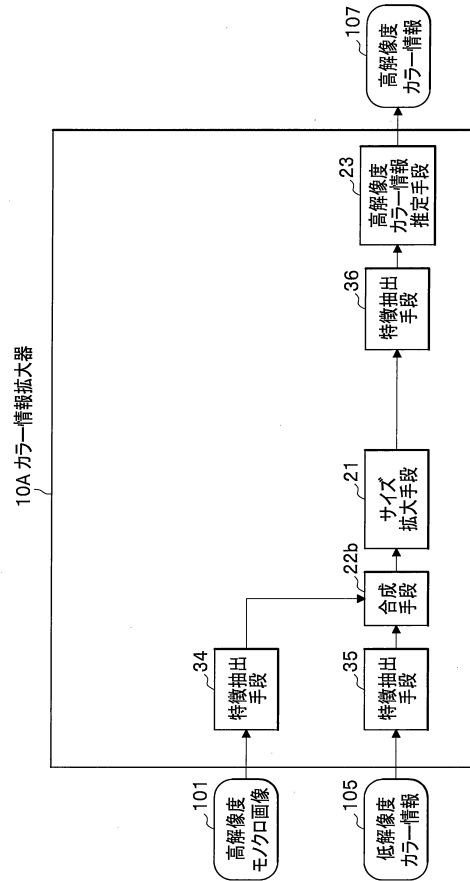 10A カラー情報拡大器
101
高解像度
モノクロ画像
34
特徴抽出
手段
105
低解像度
カラー情報
35
特徴抽出
手段
22b
合成
手段
21
サイズ
拡大手段
36
特徴抽出
手段
23
高解像度
カラー情報
推定手段
107
高解像度
カラー情報